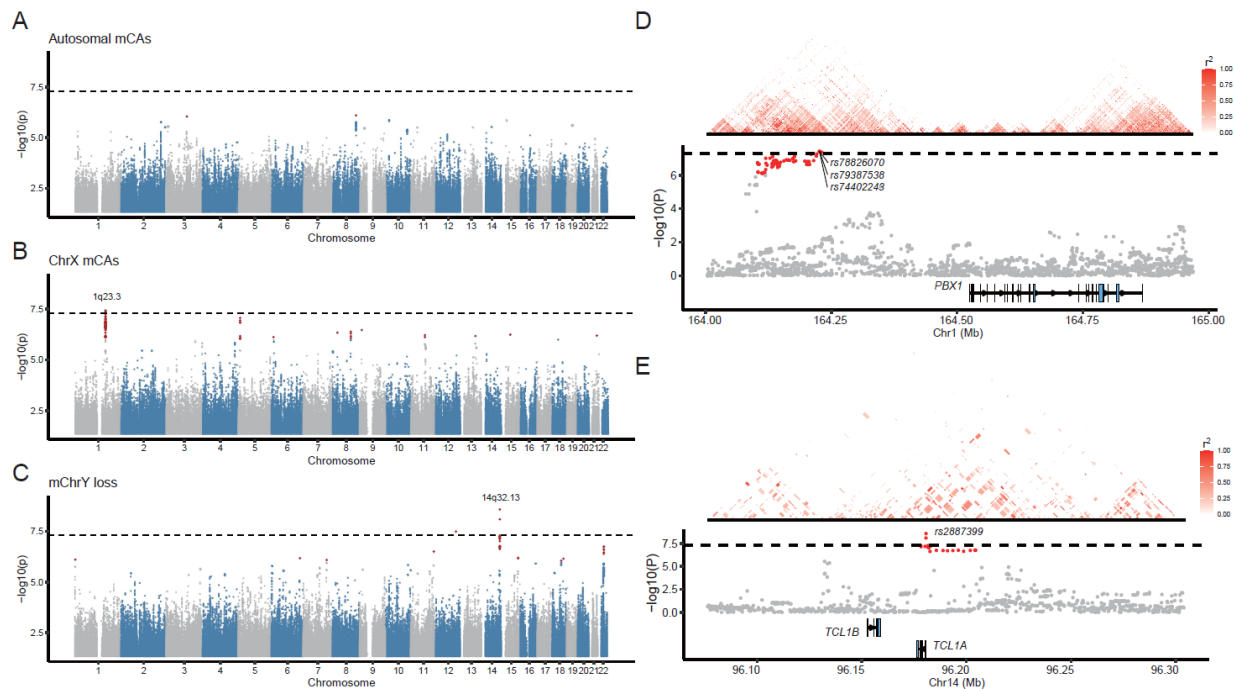 A
Autosomal mCAs
7.5
5.0
2.5
−log10(p)
1 2 3 4 5 6 7 8 9 10 11 12 13 14 15 16 17 18 19 20 21 22
Chromosome
B
ChrX mCAs
1q23.3
7.5
5.0
2.5
−log10(p)
1 2 3 4 5 6 7 8 9 10 11 12 13 14 15 16 17 18 19 20 21 22
Chromosome
C
mChrY loss
14q32.13
7.5
5.0
2.5
−log10(p)
1 2 3 4 5 6 7 8 9 10 11 12 13 14 15 16 17 18 19 20 21 22
Chromosome
D
r2
1.00
0.75
0.50
0.25
0.00
rs78826070
rs79387538
rs74402248
6
4
2
0
−log10(P)
PBX1
164.00 164.25 164.50 164.75 165.00
Chr1 (Mb)
E
r2
1.00
0.75
0.50
0.25
0.00
rs2887399
7.5
5.0
2.5
0.0
−log10(P)
TCL1B
TCL1A
96.10 96.15 96.20 96.25 96.30
Chr14 (Mb)